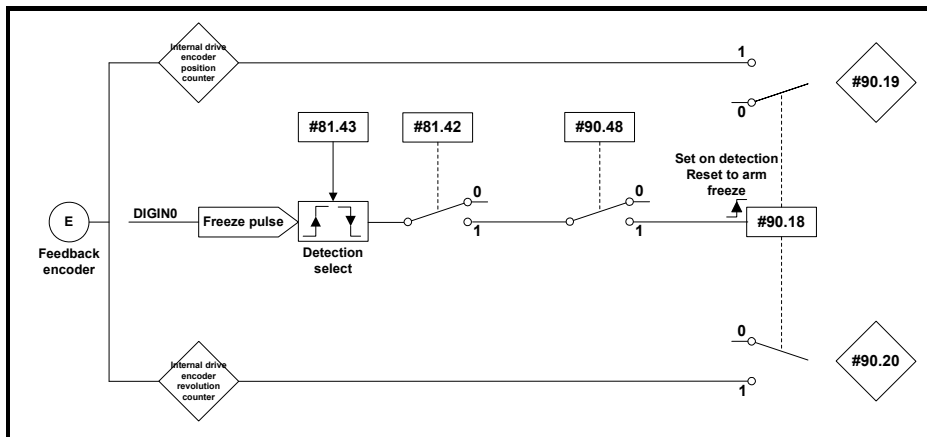 Internal drive
encoder
position
counter
1
#90.19
0
#81.43
#81.42
#90.48
Set on detection
Reset to arm
freeze
0
0
DIGIN0
Freeze pulse
E
1
1
#90.18
Feedback
encoder
Detection
select
0
#90.20
Internal drive
encoder
revolution
counter
1